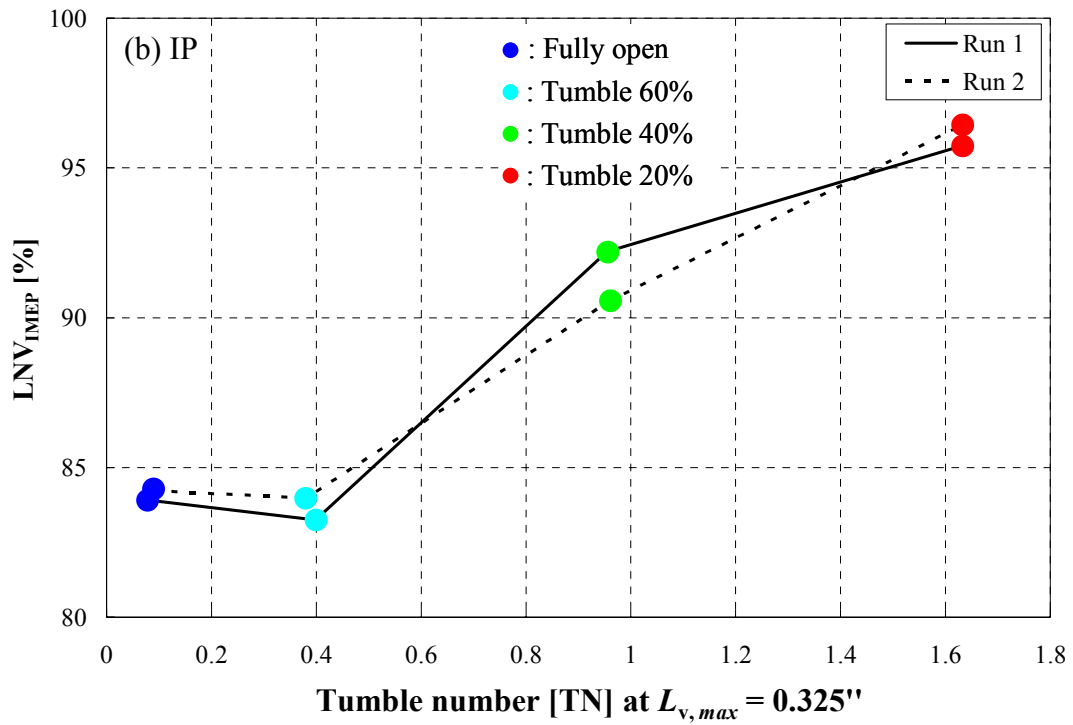 100
95
90
85
80
LNV_IMEP [%]
(b) IP
: Fully open
: Tumble 60%
: Tumble 40%
: Tumble 20%
Run 1
Run 2
0 0.2 0.4 0.6 0.8 1 1.2 1.4 1.6 1.8
Tumble number [TN] at L_v, max = 0.325"